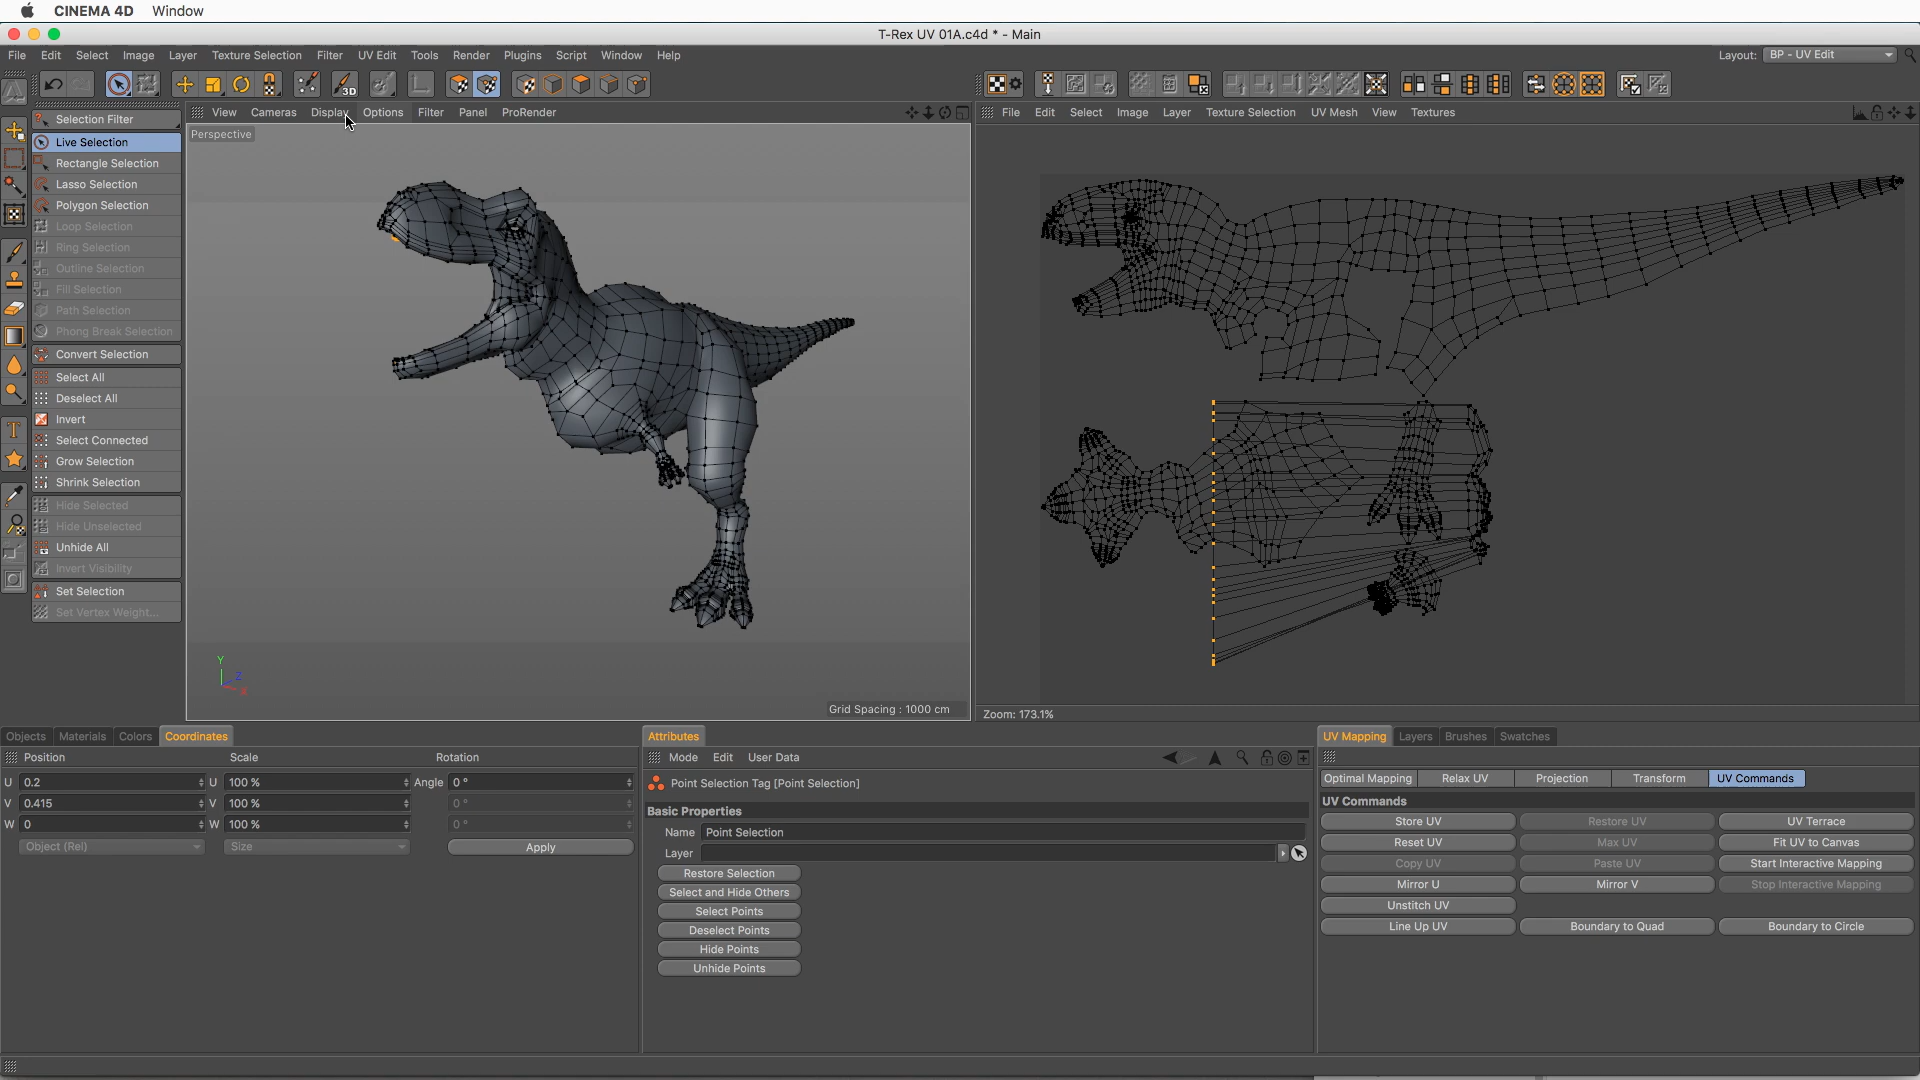 CINEMA 4D Window
T-Rex UV 01A.c4d * - Main
File Edit Select Image Layer Texture Selection Filter UV Edit Tools Render Plugins Script Window Help
Layout: BP - UV Edit
3D
View Cameras Display Options Filter Panel ProRender
File Edit Select Image Layer Texture Selection UV Mesh View Textures
Selection Filter
Live Selection
Rectangle Selection
Lasso Selection
Polygon Selection
Loop Selection
Ring Selection
Outline Selection
Fill Selection
Path Selection
Phong Break Selection
Convert Selection
Select All
Deselect All
Invert
Select Connected
Grow Selection
Shrink Selection
Hide Selected
Hide Unselected
Unhide All
Invert Visibility
Set Selection
Set Vertex Weight...
Perspective
Y
Z
X
Grid Spacing : 1000 cm
Zoom: 173.1%
Objects Materials Colors Coordinates
Position Scale Rotation
U 0.2 U 100 % Angle 0 °
V 0.415 V 100 % 0 °
W 0 W 100 % 0 °
Object (Rel) Size Apply
Attributes
Mode Edit User Data
Point Selection Tag [Point Selection]
Basic Properties
Name Point Selection
Layer
Restore Selection
Select and Hide Others
Select Points
Deselect Points
Hide Points
Unhide Points
UV Mapping Layers Brushes Swatches
Optimal Mapping Relax UV Projection Transform UV Commands
UV Commands
Store UV Restore UV UV Terrace
Reset UV Max UV Fit UV to Canvas
Copy UV Paste UV Start Interactive Mapping
Mirror U Mirror V Stop Interactive Mapping
Unstitch UV
Line Up UV Boundary to Quad Boundary to Circle